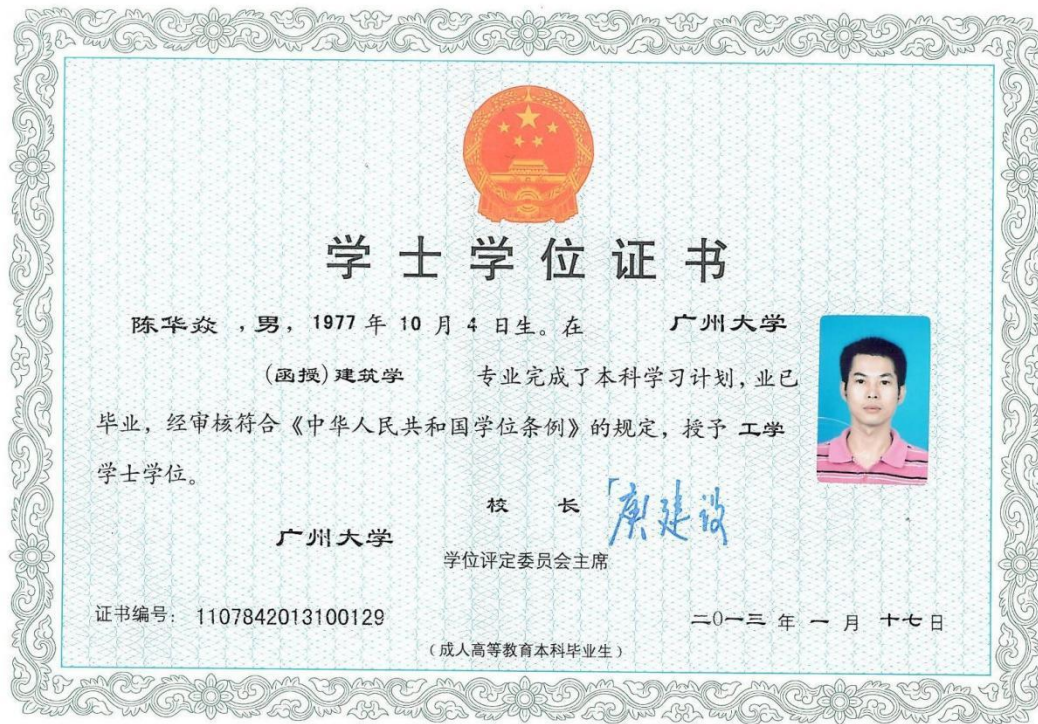 学士学位证书
陈华焱 ,男, 1977 年 10 月 4 日生。在 广州大学
(函授)建筑学 专业完成了本科学习计划,业已
毕业,经审核符合《中华人民共和国学位条例》的规定,授予 工学
学士学位。
校 长 庾建设
广州大学
学位评定委员会主席
证书编号: 1107842013100129
二〇一三 年 一 月 十七日
(成人高等教育本科毕业生)